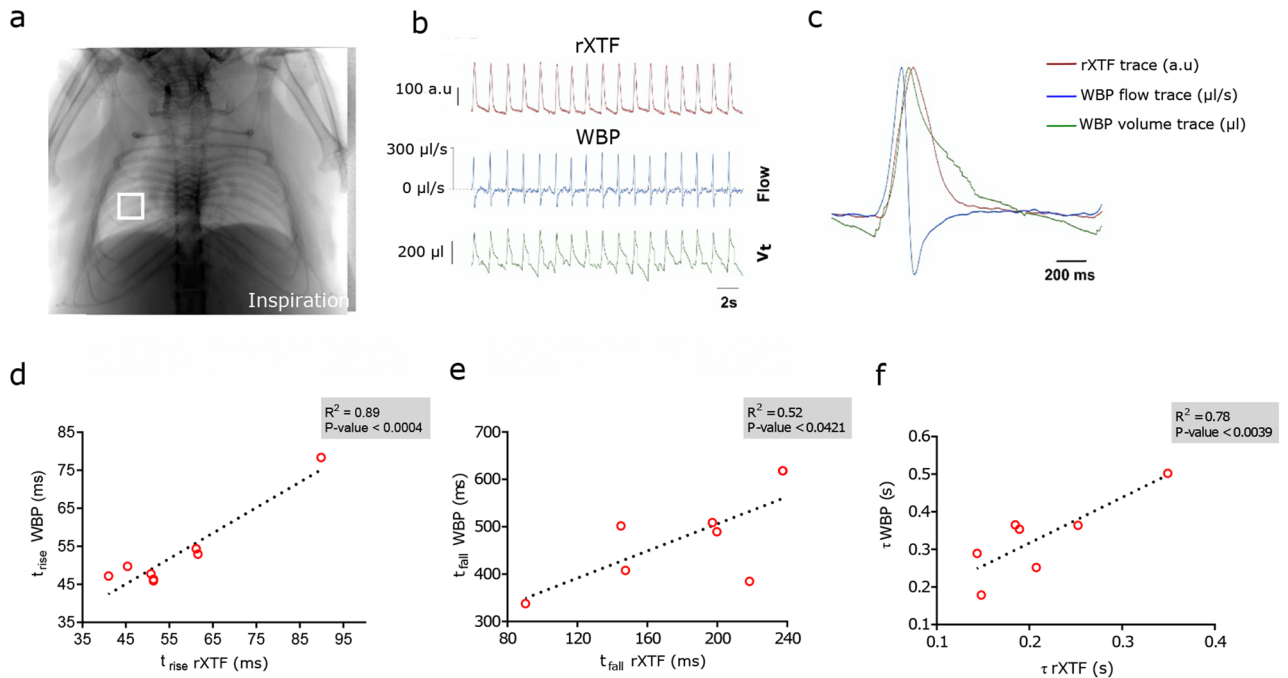 a
Inspiration
b
rXTF
100 a.u
WBP
300 µl/s
0 µl/s
Flow
200 µl
Vt
2s
c
rXTF trace (a.u)
WBP flow trace (µl/s)
WBP volume trace (µl)
200 ms
d
R² = 0.89
P-value < 0.0004
85
75
65
55
45
35
t rise WBP (ms)
35 45 55 65 75 85 95
t rise rXTF (ms)
e
R² = 0.52
P-value < 0.0421
700
600
500
400
300
t fall WBP (ms)
80 120 160 200 240
t fall rXTF (ms)
f
R² = 0.78
P-value < 0.0039
0.6
0.5
0.4
0.3
0.2
0.1
τ WBP (s)
0.1 0.2 0.3 0.4
τ rXTF (s)